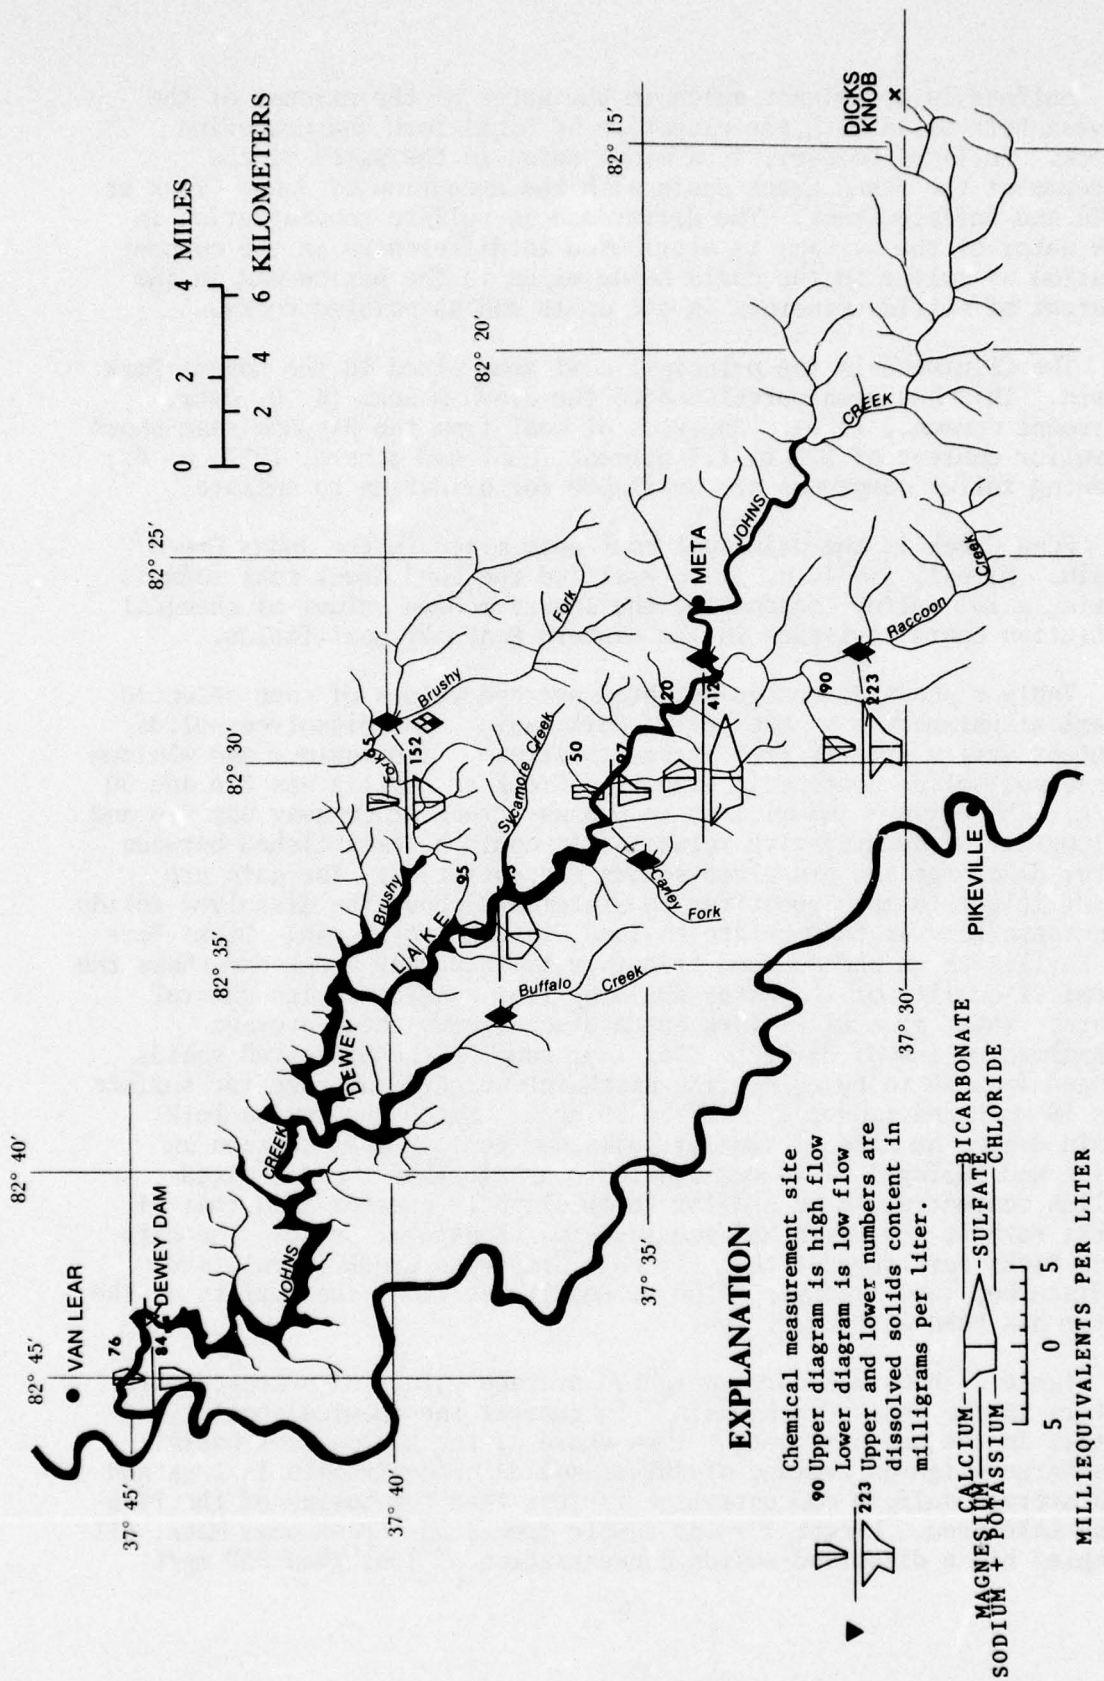 0 2 4 MILES
0 2 4 6 KILOMETERS
82° 45′
82° 40′
82° 35′
82° 30′
82° 25′
82° 20′
82° 15′
37° 45′
37° 40′
37° 35′
37° 30′
VAN LEAR
DEWEY DAM
76
84
JOHNS
CREEK
DEWEY
LAKE
Brushy
Fork
Brushy
Fork
152
Sycamore Creek
95
50
97
Buffalo
Creek
Caney
Fork
120
412
META
JOHNS
CREEK
90
223
Raccoon
Creek
DICKS
KNOB
PIKEVILLE
EXPLANATION
Chemical measurement site
90 Upper diagram is high flow
Lower diagram is low flow
223 Upper and lower numbers are
dissolved solids content in
milligrams per liter.
CALCIUM BICARBONATE
MAGNESIUM SULFATE
SODIUM + POTASSIUM CHLORIDE
5 0 5
MILLIEQUIVALENTS PER LITER